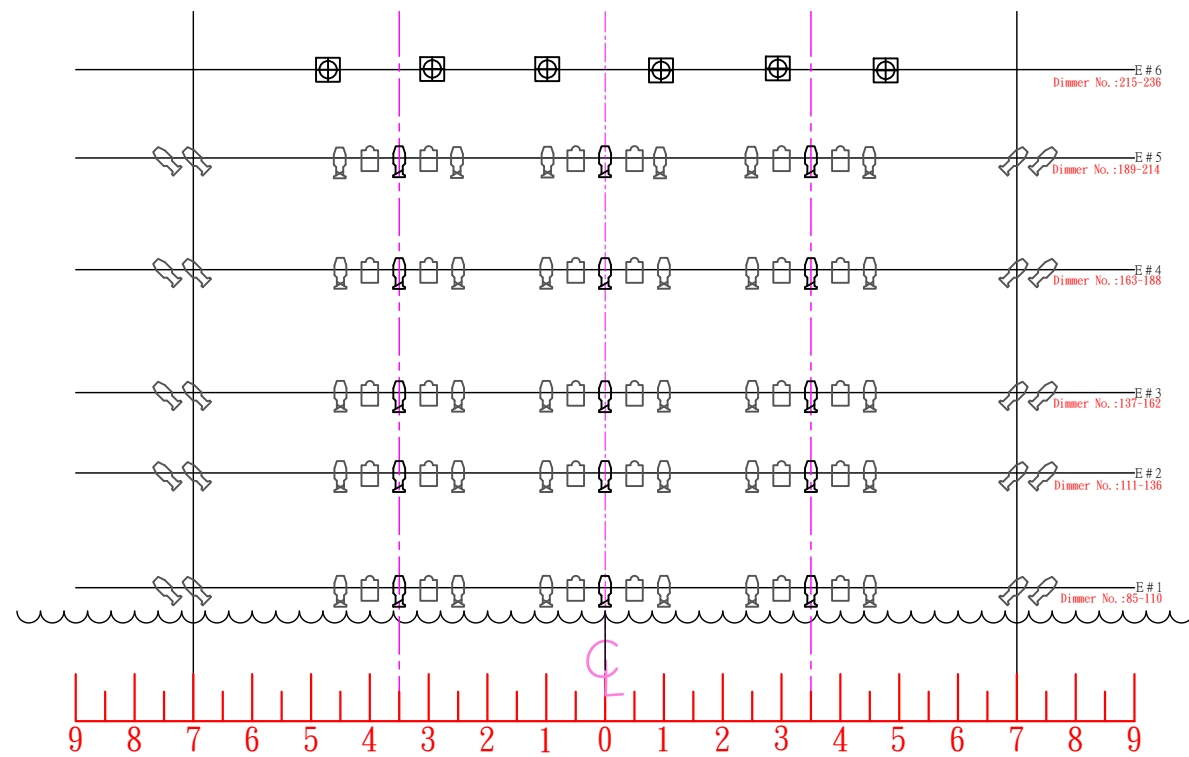 E#6
Dimmer No.:215-236
E#5
Dimmer No.:189-214
E#4
Dimmer No.:163-188
E#3
Dimmer No.:137-162
E#2
Dimmer No.:111-136
E#1
Dimmer No.:85-110
CL
9 8 7 6 5 4 3 2 1 0 1 2 3 4 5 6 7 8 9